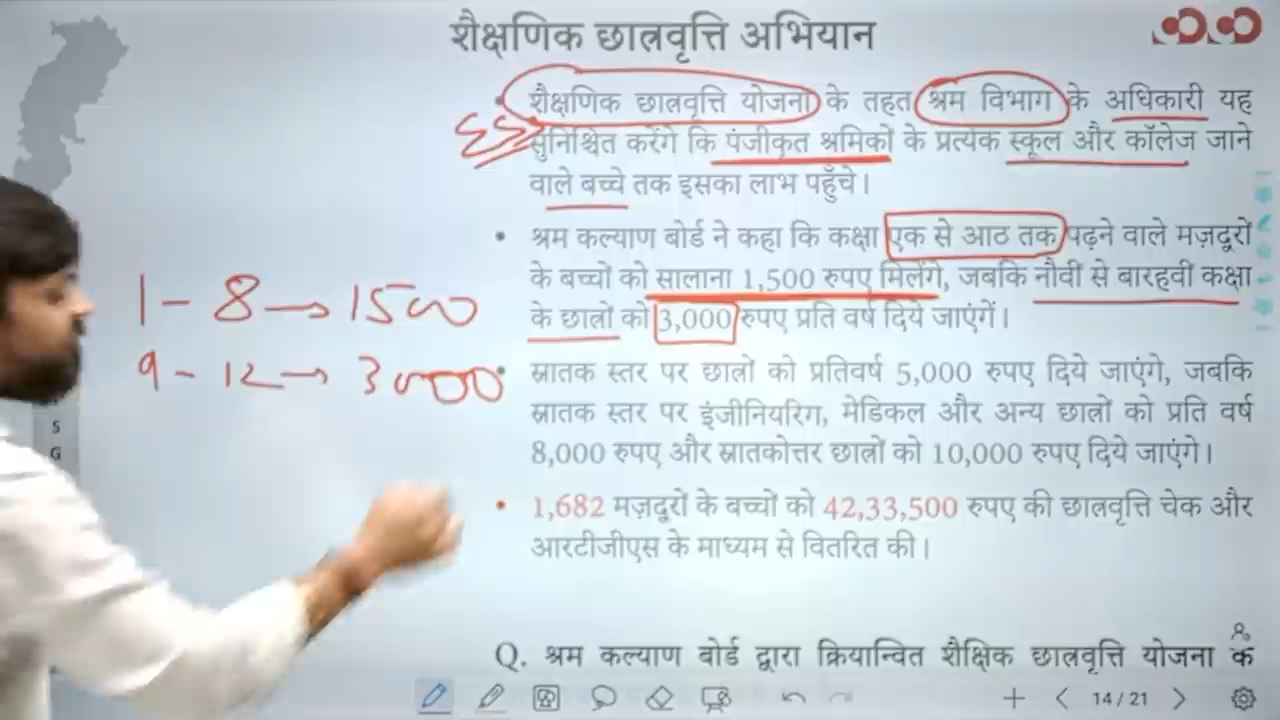 शैक्षणिक छात्रवृत्ति अभियान
शैक्षणिक छात्रवृत्ति योजना के तहत श्रम विभाग के अधिकारी यह
सुनिश्चित करेंगे कि पंजीकृत श्रमिकों के प्रत्येक स्कूल और कॉलेज जाने
वाले बच्चे तक इसका लाभ पहुँचे।
• श्रम कल्याण बोर्ड ने कहा कि कक्षा एक से आठ तक पढ़ने वाले मज़दूरों
के बच्चों को सालाना 1,500 रुपए मिलेंगे, जबकि नौवीं से बारहवीं कक्षा
के छात्रों को 3,000 रुपए प्रति वर्ष दिये जाएंगें।
1 - 8 → 1500
9 - 12 → 3000
स्नातक स्तर पर छात्रों को प्रतिवर्ष 5,000 रुपए दिये जाएंगे, जबकि
स्नातक स्तर पर इंजीनियरिंग, मेडिकल और अन्य छात्रों को प्रति वर्ष
8,000 रुपए और स्नातकोत्तर छात्रों को 10,000 रुपए दिये जाएंगे।
• 1,682 मज़दूरों के बच्चों को 42,33,500 रुपए की छात्रवृत्ति चेक और
आरटीजीएस के माध्यम से वितरित की।
S
G
Q. श्रम कल्याण बोर्ड द्वारा क्रियान्वित शैक्षिक छात्रवृत्ति योजना के
14/21